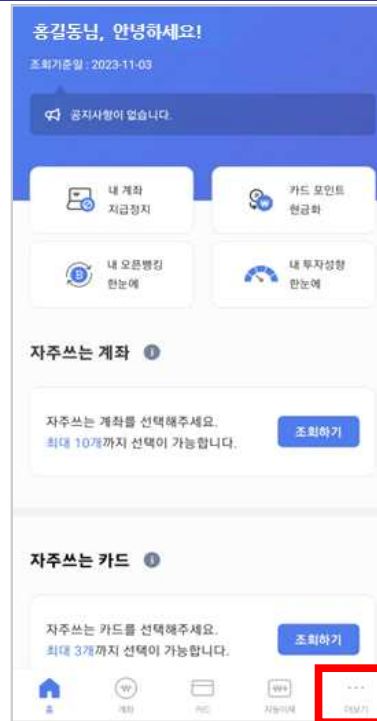 홍길동님, 안녕하세요!
조회기준일 : 2023-11-03
공지사항이 없습니다.
내 계좌
지급정지
카드 포인트
현금화
내 오픈뱅킹
한눈에
내 투자성향
한눈에
자주쓰는 계좌
자주쓰는 계좌를 선택해주세요.
최대 10개까지 선택이 가능합니다.
조회하기
자주쓰는 카드
자주쓰는 카드를 선택해주세요.
최대 3개까지 선택이 가능합니다.
조회하기
홈
계좌
카드
자동이체
더보기